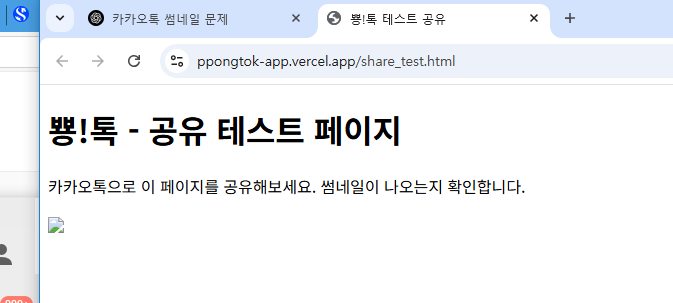 카카오톡 썸네일 문제
뿅!톡 테스트 공유
ppongtok-app.vercel.app/share_test.html
뿅!톡 - 공유 테스트 페이지
카카오톡으로 이 페이지를 공유해보세요. 썸네일이 나오는지 확인합니다.